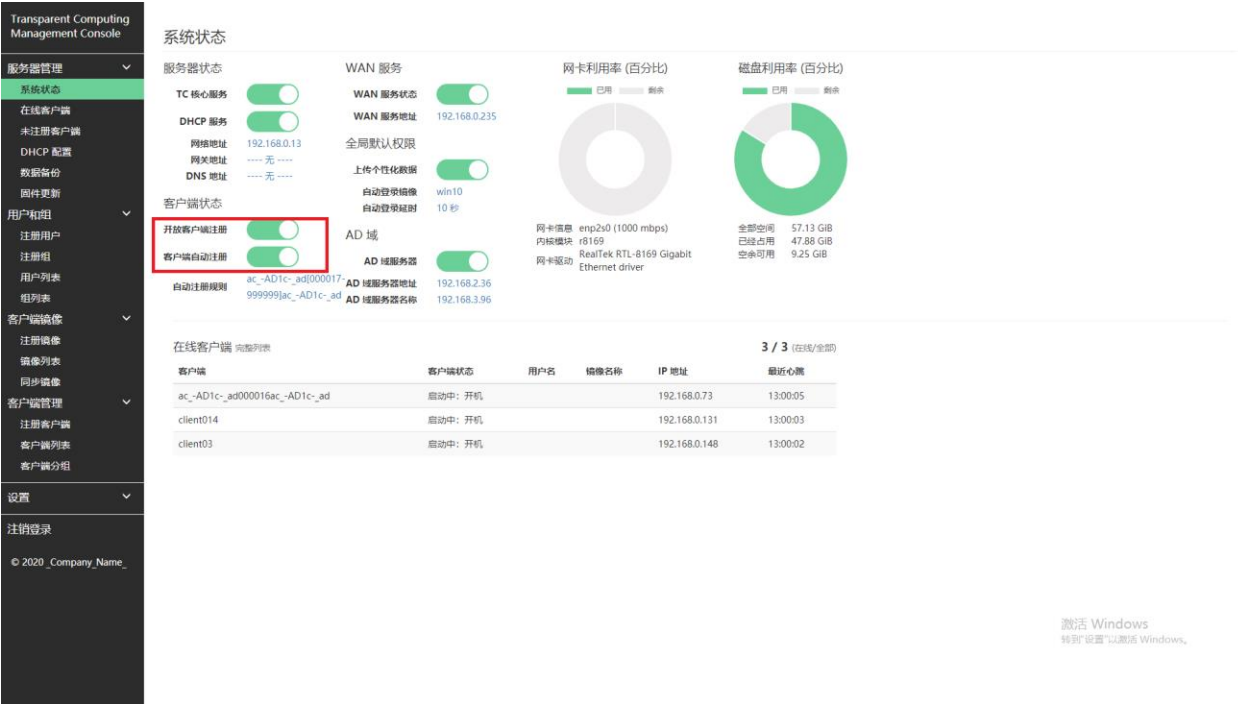 Transparent Computing
Management Console
服务器管理
系统状态
在线客户端
未注册客户端
DHCP 配置
数据备份
固件更新
用户和组
注册用户
注册组
用户列表
组列表
客户端镜像
注册镜像
镜像列表
同步镜像
客户端管理
注册客户端
客户端列表
客户端分组
设置
注销登录
© 2020 _Company_Name_
系统状态
服务器状态
TC 核心服务
DHCP 服务
网络地址 192.168.0.13
网关地址 ---- 无 ----
DNS 地址 ---- 无 ----
客户端状态
开放客户端注册
客户端自动注册
自动注册规则 ac_-AD1c-_ad[000017-
999999]ac_-AD1c-_ad
WAN 服务
WAN 服务状态
WAN 服务地址 192.168.0.235
全局默认权限
上传个性化数据
自动登录镜像 win10
自动登录延时 10 秒
AD 域
AD 域服务器
AD 域服务器地址 192.168.2.36
AD 域服务器名称 192.168.3.96
网卡利用率 (百分比)
已用 剩余
网卡信息 enp2s0 (1000 mbps)
内核模块 r8169
网卡驱动 RealTek RTL-8169 Gigabit
Ethernet driver
磁盘利用率 (百分比)
已用 剩余
全部空间 57.13 GiB
已经占用 47.88 GiB
空余可用 9.25 GiB
在线客户端 完整列表 3 / 3 (在线/全部)
客户端 客户端状态 用户名 镜像名称 IP 地址 最近心跳
ac_-AD1c-_ad000016ac_-AD1c-_ad 启动中：开机 192.168.0.73 13:00:05
client014 启动中：开机 192.168.0.131 13:00:03
client03 启动中：开机 192.168.0.148 13:00:02
激活 Windows
转到"设置"以激活 Windows。